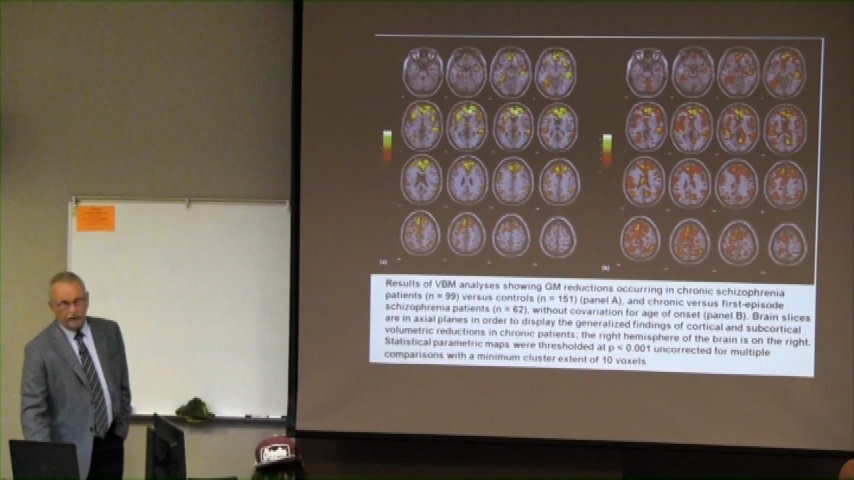 (a)
(b)
Results of VBM analyses showing GM reductions occurring in chronic schizophrenia
patients (n = 99) versus controls (n = 151) (panel A), and chronic versus first-episode
schizophrenia patients (n = 62), without covariation for age of onset (panel B). Brain slices
are in axial planes in order to display the generalized findings of cortical and subcortical
volumetric reductions in chronic patients; the right hemisphere of the brain is on the right.
Statistical parametric maps were thresholded at p < 0.001 uncorrected for multiple
comparisons with a minimum cluster extent of 10 voxels